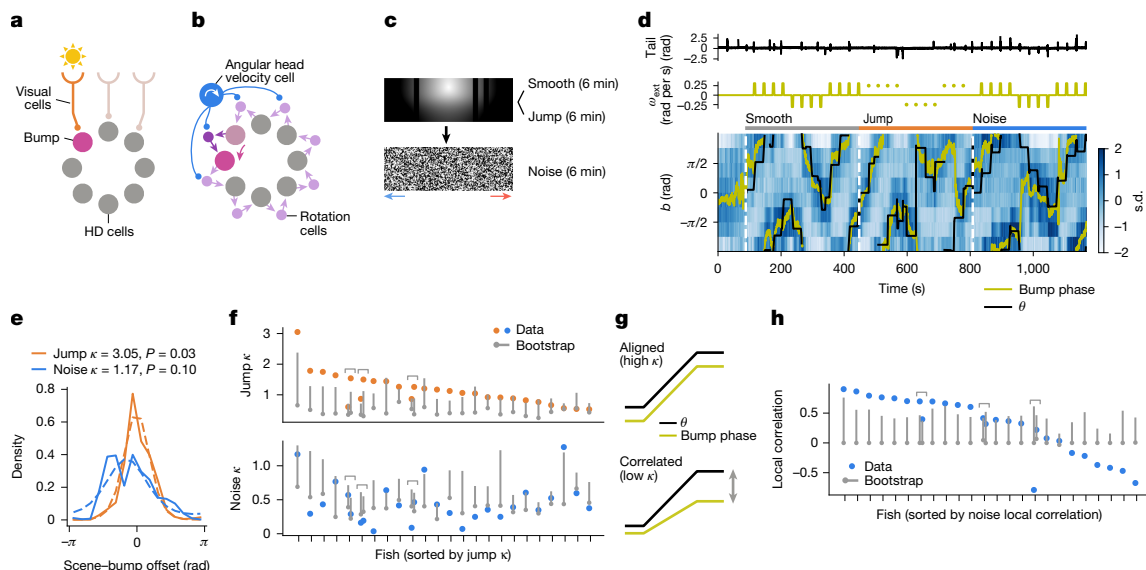 a
Visual
cells
Bump
HD cells
b
Angular head
velocity cell
Rotation
cells
c
Smooth (6 min)
Jump (6 min)
Noise (6 min)
d
Tail
(rad)
2.5
0
−2.5
ωext
(rad per s)
0.25
−0.25
Smooth
Jump
Noise
b (rad)
π/2
0
−π/2
0
200
400
600
800
1,000
Time (s)
2
1
0
−1
−2
s.d.
Bump phase
θ
e
Jump κ = 3.05, P = 0.03
Noise κ = 1.17, P = 0.10
Density
0.8
0.6
0.4
0.2
0
−π
0
π
Scene–bump offset (rad)
f
Jump κ
3
2
1
Data
Bootstrap
Noise κ
1.0
0.5
0
Fish (sorted by jump κ)
g
Aligned
(high κ)
θ
Bump phase
Correlated
(low κ)
h
Local correlation
0.5
0
−0.5
Data
Bootstrap
Fish (sorted by noise local correlation)